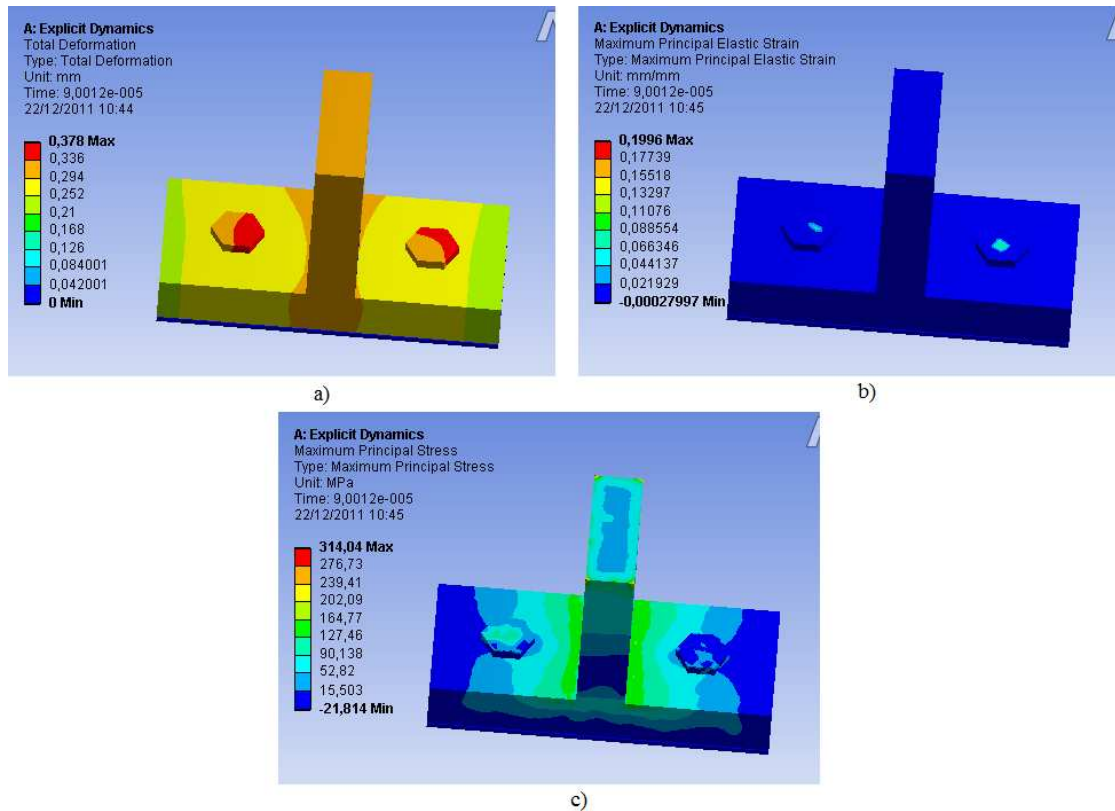 A: Explicit Dynamics
Total Deformation
Type: Total Deformation
Unit: mm
Time: 9,0012e-005
22/12/2011 10:44
0,378 Max
0,336
0,294
0,252
0,21
0,168
0,126
0,084001
0,042001
0 Min
a)
A: Explicit Dynamics
Maximum Principal Elastic Strain
Type: Maximum Principal Elastic Strain
Unit: mm/mm
Time: 9,0012e-005
22/12/2011 10:45
0,1996 Max
0,17739
0,15518
0,13297
0,11076
0,088554
0,066346
0,044137
0,021929
-0,00027997 Min
b)
A: Explicit Dynamics
Maximum Principal Stress
Type: Maximum Principal Stress
Unit: MPa
Time: 9,0012e-005
22/12/2011 10:45
314,04 Max
276,73
239,41
202,09
164,77
127,46
90,138
52,82
15,503
-21,814 Min
c)